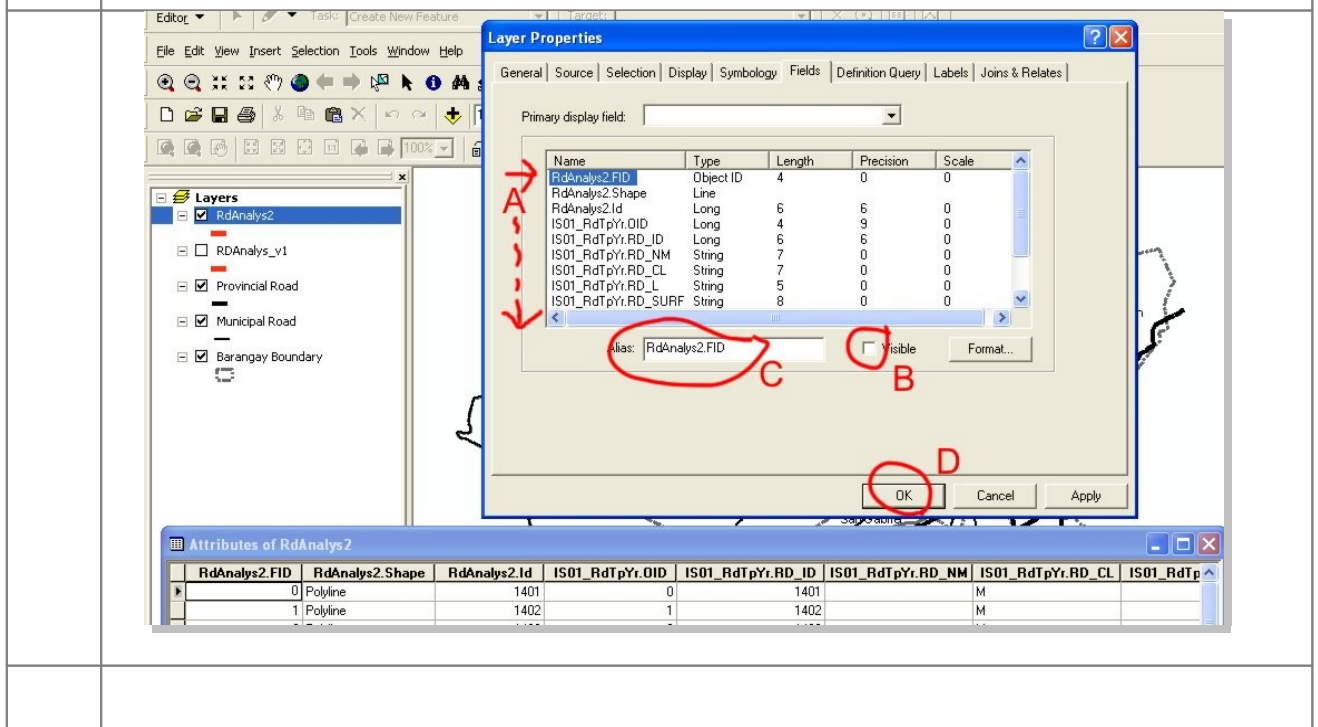 Editor Task: Create New Feature Target:
File Edit View Insert Selection Tools Window Help
100%
Layers
RdAnalys2
RDAnalys_v1
Provincial Road
Municipal Road
Barangay Boundary
Layer Properties
General Source Selection Display Symbology Fields Definition Query Labels Joins & Relates
Primary display field:
Name Type Length Precision Scale
RdAnalys2.FID Object ID 4 0 0
RdAnalys2.Shape Line
RdAnalys2.Id Long 6 6 0
IS01_RdTpYr.OID Long 4 9 0
IS01_RdTpYr.RD_ID Long 6 6 0
IS01_RdTpYr.RD_NM String 7 0 0
IS01_RdTpYr.RD_CL String 7 0 0
IS01_RdTpYr.RD_L String 5 0 0
IS01_RdTpYr.RD_SURF String 8 0 0
A
Alias: RdAnalys2.FID Visible Format...
C
B
D
OK Cancel Apply
Attributes of RdAnalys2
RdAnalys2.FID RdAnalys2.Shape RdAnalys2.Id IS01_RdTpYr.OID IS01_RdTpYr.RD_ID IS01_RdTpYr.RD_NM IS01_RdTpYr.RD_CL IS01_RdTp
0 Polyline 1401 0 1401 M
1 Polyline 1402 1 1402 M